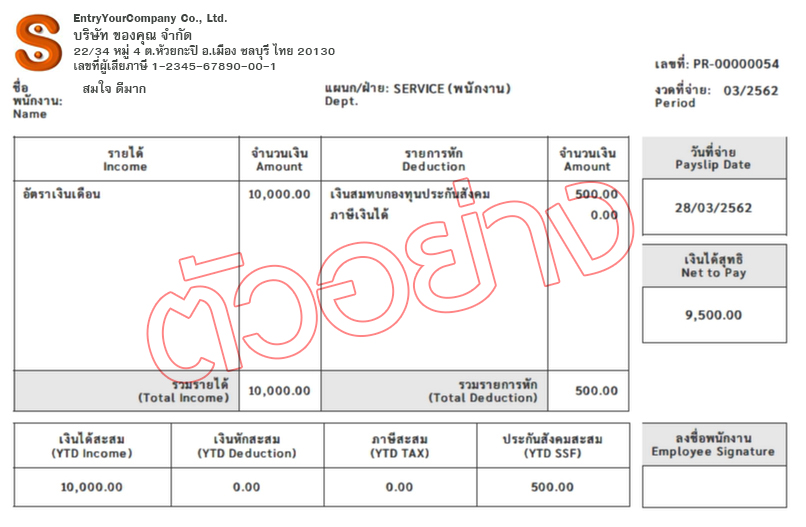 EntryYourCompany Co., Ltd.
บริษัท ของคุณ จำกัด
22/34 หมู่ 4 ต.ห้วยกะปิ อ.เมือง ชลบุรี ไทย 20130
เลขที่ผู้เสียภาษี 1-2345-67890-00-1
เลขที่: PR-00000054
ชื่อ
พนักงาน:
Name
สมใจ ดีมาก
แผนก/ฝ่าย: SERVICE (พนักงาน)
Dept.
งวดที่จ่าย: 03/2562
Period
รายได้ จำนวนเงิน รายการหัก จำนวนเงิน
Income Amount Deduction Amount
อัตราเงินเดือน 10,000.00 เงินสมทบกองทุนประกันสังคม 500.00
ภาษีเงินได้ 0.00
รวมรายได้ รวมรายการหัก
(Total Income) 10,000.00 (Total Deduction) 500.00
วันที่จ่าย
Payslip Date
28/03/2562
เงินได้สุทธิ
Net to Pay
9,500.00
ตัวอย่าง
เงินได้สะสม เงินหักสะสม ภาษีสะสม ประกันสังคมสะสม
(YTD Income) (YTD Deduction) (YTD TAX) (YTD SSF)
10,000.00 0.00 0.00 500.00
ลงชื่อพนักงาน
Employee Signature